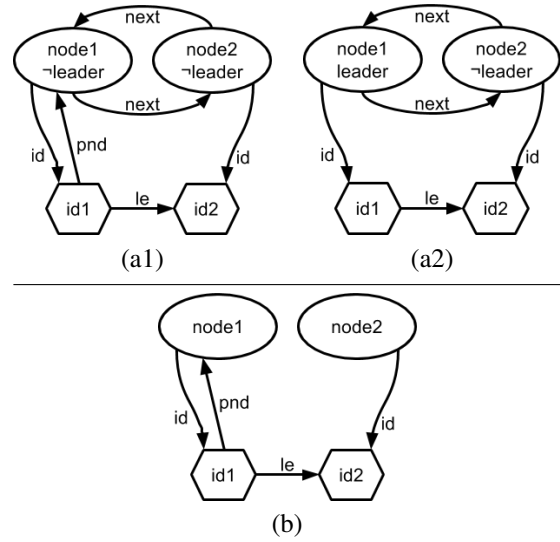 next
node1
¬leader
node2
¬leader
next
id
pnd
id
id1
le
id2
(a1)
next
node1
leader
node2
¬leader
next
id
id
id1
le
id2
(a2)
node1
node2
id
pnd
id
id1
le
id2
(b)